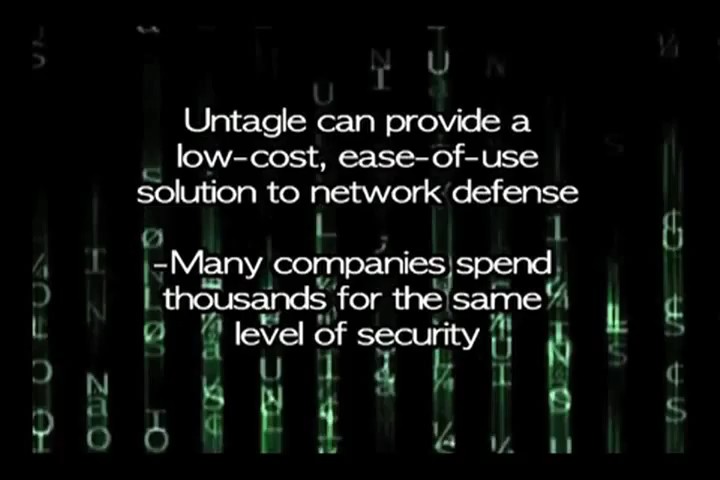 Untagle can provide a
low-cost, ease-of-use
solution to network defense
-Many companies spend
thousands for the same
level of security